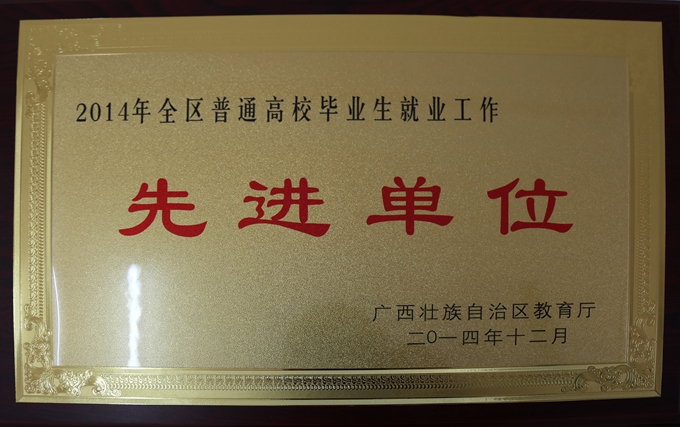 2014年全区普通高校毕业生就业工作
先进单位
广西壮族自治区教育厅
二〇一四年十二月